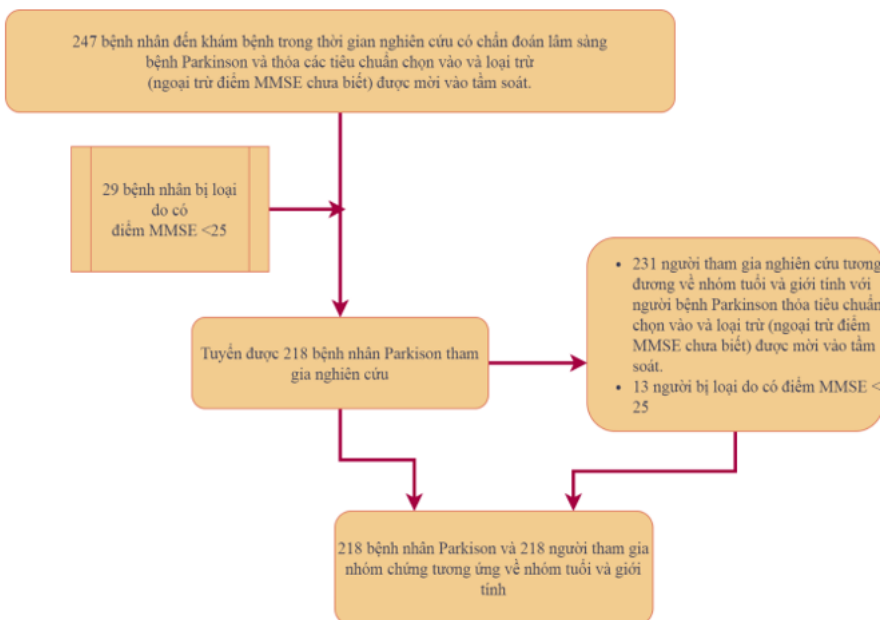 247 bệnh nhân đến khám bệnh trong thời gian nghiên cứu có chẩn đoán lâm sàng
bệnh Parkinson và thỏa các tiêu chuẩn chọn vào và loại trừ
(ngoại trừ điểm MMSE chưa biết) được mời vào tầm soát.
29 bệnh nhân bị loại
do có
điểm MMSE <25
• 231 người tham gia nghiên cứu tương
đương về nhóm tuổi và giới tính với
người bệnh Parkinson thỏa tiêu chuẩn
chọn vào và loại trừ (ngoại trừ điểm
MMSE chưa biết) được mời vào tầm
soát.
• 13 người bị loại do có điểm MMSE <
25
Tuyển được 218 bệnh nhân Parkison tham
gia nghiên cứu
218 bệnh nhân Parkison và 218 người tham gia
nhóm chứng tương ứng về nhóm tuổi và giới
tính